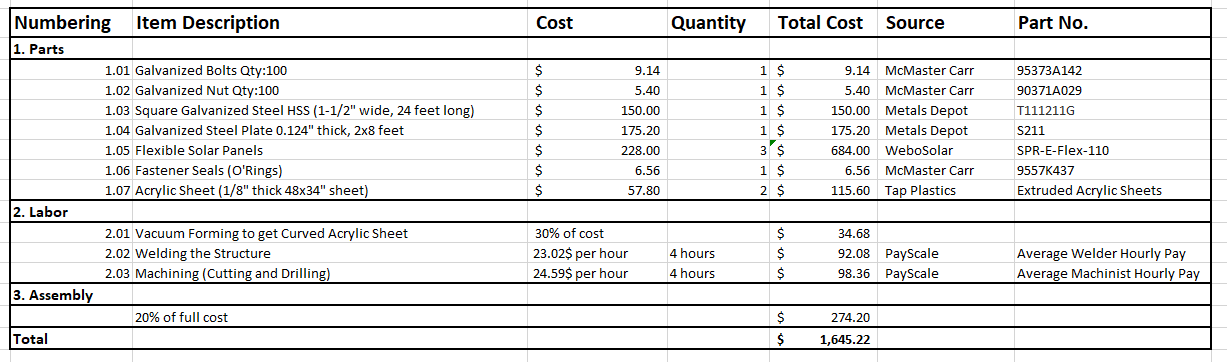 Numbering Item Description Cost Quantity Total Cost Source Part No.
1. Parts
1.01 Galvanized Bolts Qty:100 $ 9.14 1 $ 9.14 McMaster Carr 95373A142
1.02 Galvanized Nut Qty:100 $ 5.40 1 $ 5.40 McMaster Carr 90371A029
1.03 Square Galvanized Steel HSS (1-1/2" wide, 24 feet long) $ 150.00 1 $ 150.00 Metals Depot T111211G
1.04 Galvanized Steel Plate 0.124" thick, 2x8 feet $ 175.20 1 $ 175.20 Metals Depot S211
1.05 Flexible Solar Panels $ 228.00 3 $ 684.00 WeboSolar SPR-E-Flex-110
1.06 Fastener Seals (O'Rings) $ 6.56 1 $ 6.56 McMaster Carr 9557K437
1.07 Acrylic Sheet (1/8" thick 48x34" sheet) $ 57.80 2 $ 115.60 Tap Plastics Extruded Acrylic Sheets
2. Labor
2.01 Vacuum Forming to get Curved Acrylic Sheet 30% of cost $ 34.68
2.02 Welding the Structure 23.02$ per hour 4 hours $ 92.08 PayScale Average Welder Hourly Pay
2.03 Machining (Cutting and Drilling) 24.59$ per hour 4 hours $ 98.36 PayScale Average Machinist Hourly Pay
3. Assembly
20% of full cost $ 274.20
Total $ 1,645.22